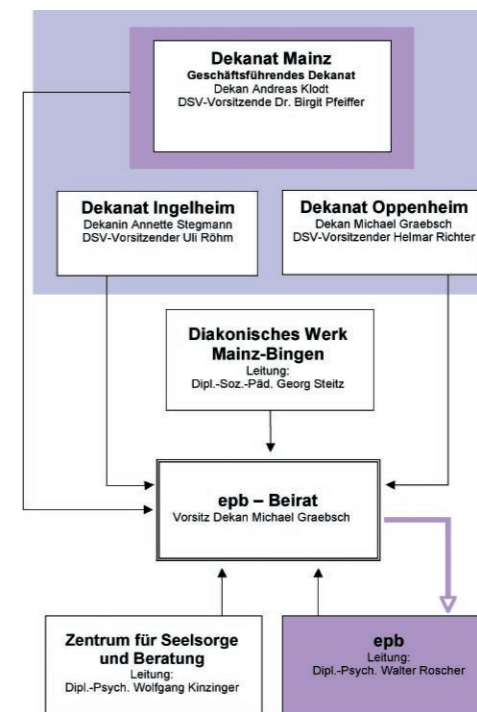 Dekanat Mainz
Geschäftsführendes Dekanat
Dekan Andreas Klodt
DSV-Vorsitzende Dr. Birgit Pfeiffer
Dekanat Ingelheim
Dekanin Annette Stegmann
DSV-Vorsitzender Uli Röhm
Dekanat Oppenheim
Dekan Michael Graebsch
DSV-Vorsitzender Helmar Richter
Diakonisches Werk
Mainz-Bingen
Leitung:
Dipl.-Soz.-Päd. Georg Steitz
epb – Beirat
Vorsitz Dekan Michael Graebsch
Zentrum für Seelsorge
und Beratung
Leitung:
Dipl.-Psych. Wolfgang Kinzinger
epb
Leitung:
Dipl.-Psych. Walter Roscher